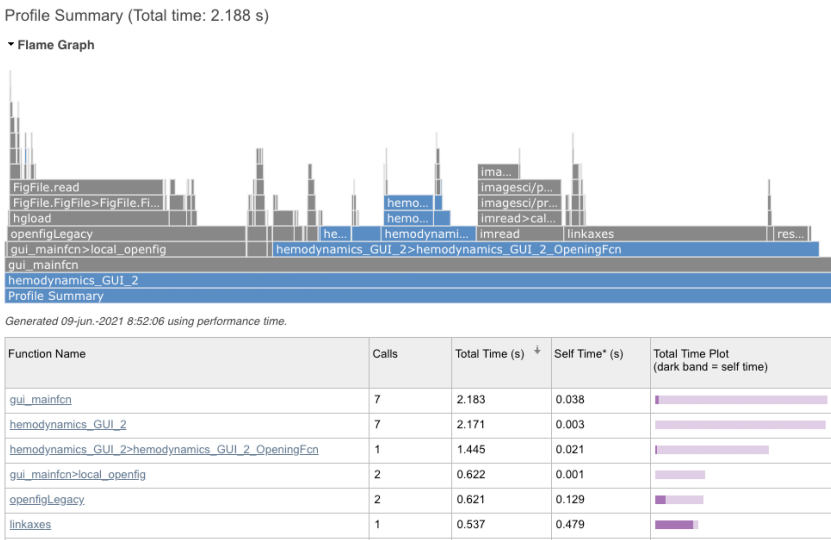 Profile Summary (Total time: 2.188 s)
Flame Graph
ima...
FigFile.read
imagesci/p...
FigFile.FigFile>FigFile.Fi...
hemo...
imagesci/pr...
hgload
hemo...
imread>cal...
openfigLegacy
he...
hemodynami...
imread
linkaxes
res...
gui_mainfcn>local_openfig
hemodynamics_GUI_2>hemodynamics_GUI_2_OpeningFcn
gui_mainfcn
hemodynamics_GUI_2
Profile Summary
Generated 09-jun.-2021 8:52:06 using performance time.
Function Name Calls Total Time (s) Self Time* (s) Total Time Plot
(dark band = self time)
gui_mainfcn 7 2.183 0.038
hemodynamics_GUI_2 7 2.171 0.003
hemodynamics_GUI_2>hemodynamics_GUI_2_OpeningFcn 1 1.445 0.021
gui_mainfcn>local_openfig 2 0.622 0.001
openfigLegacy 2 0.621 0.129
linkaxes 1 0.537 0.479